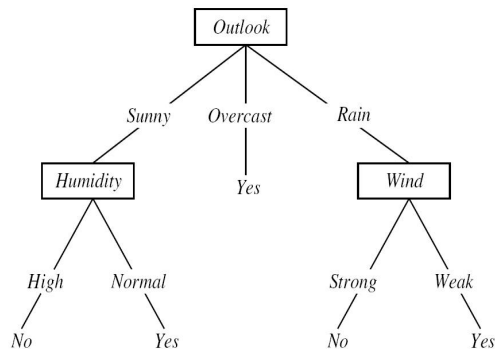 Outlook
Sunny Overcast Rain
Humidity Yes Wind
High Normal Strong Weak
No Yes No Yes